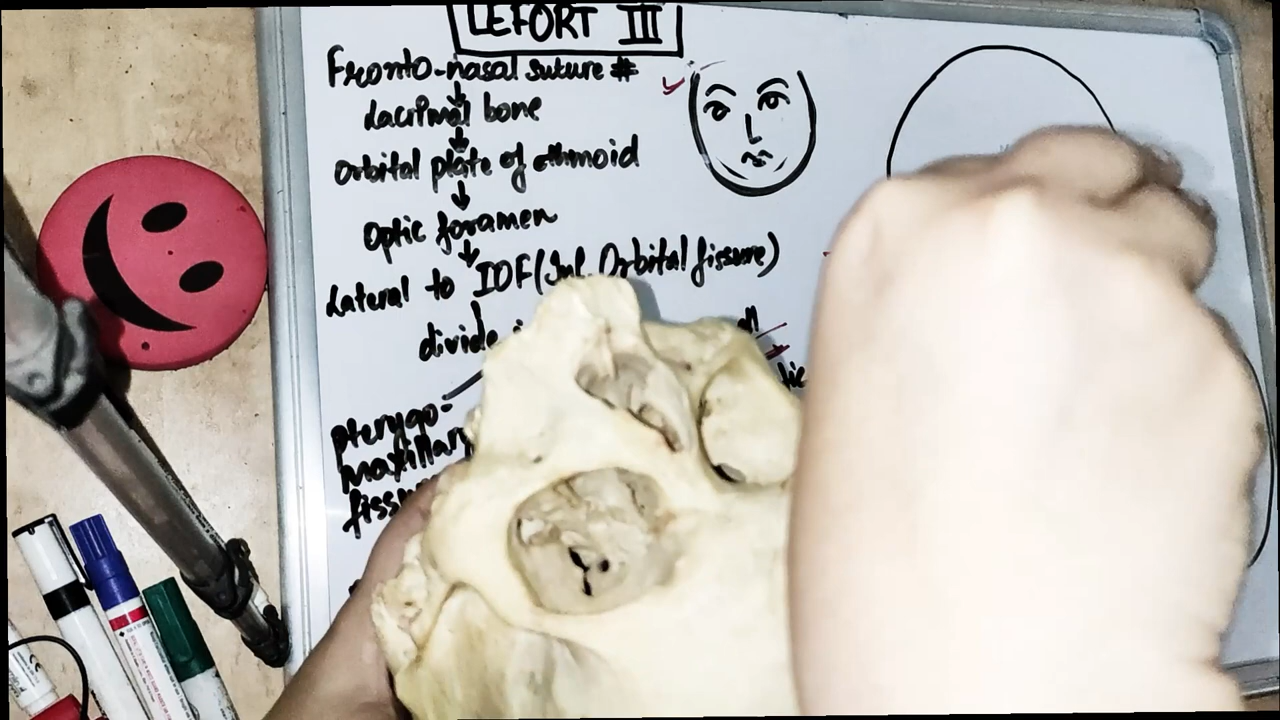 LEFORT III
Fronto-nasal suture #
Lacrimal bone
Orbital plate of ethmoid
Optic foramen
Lateral to IOF (Inf. Orbital fissure)
divide
pterygo-
maxillary